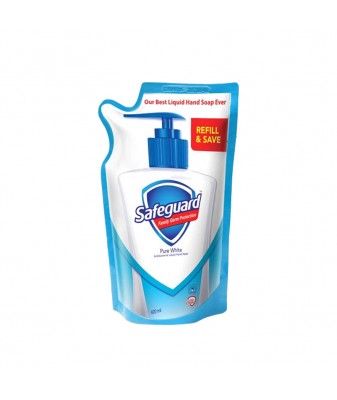 Our Best Liquid Hand Soap Ever
REFILL
& SAVE
Safeguard
Family Germ Protection
Pure White